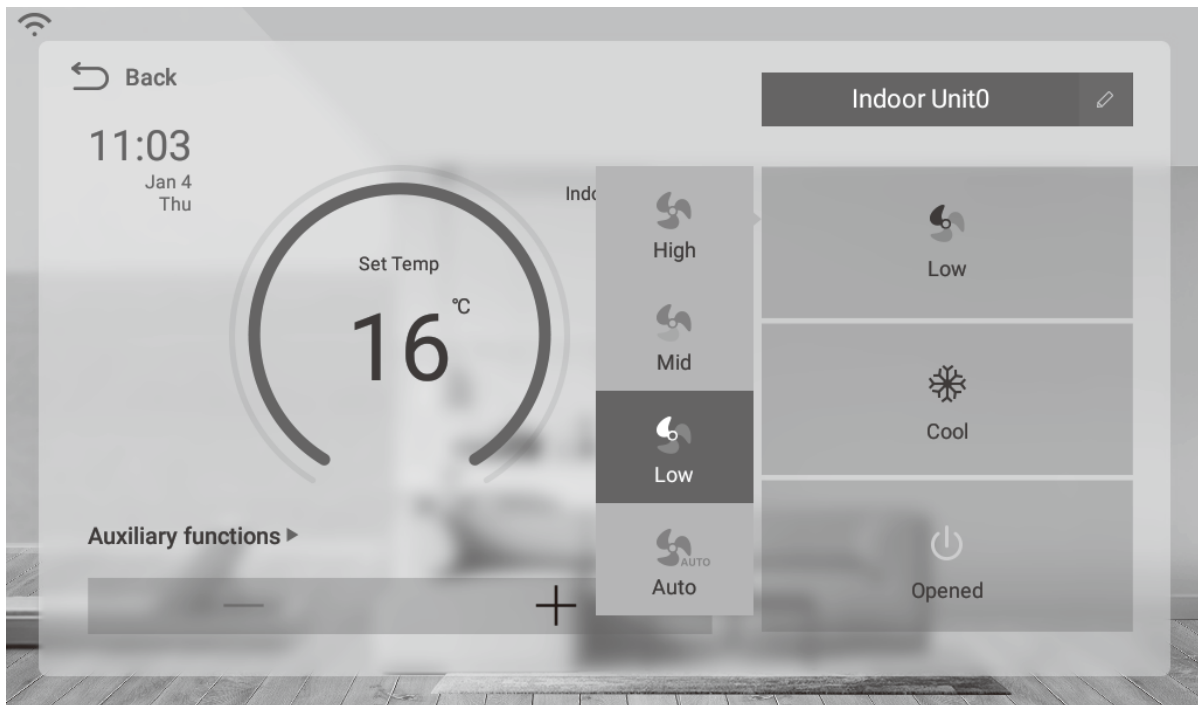 Back
Indoor Unit0
11:03
Jan 4
Thu
Set Temp
16 ℃
High
Mid
Low
AUTO
Auto
Low
Cool
Opened
Auxiliary functions